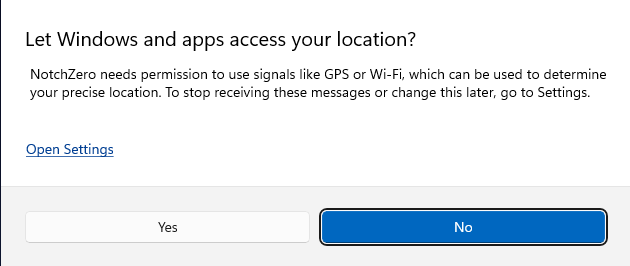 Let Windows and apps access your location?
NotchZero needs permission to use signals like GPS or Wi-Fi, which can be used to determine
your precise location. To stop receiving these messages or change this later, go to Settings.
Open Settings
Yes
No